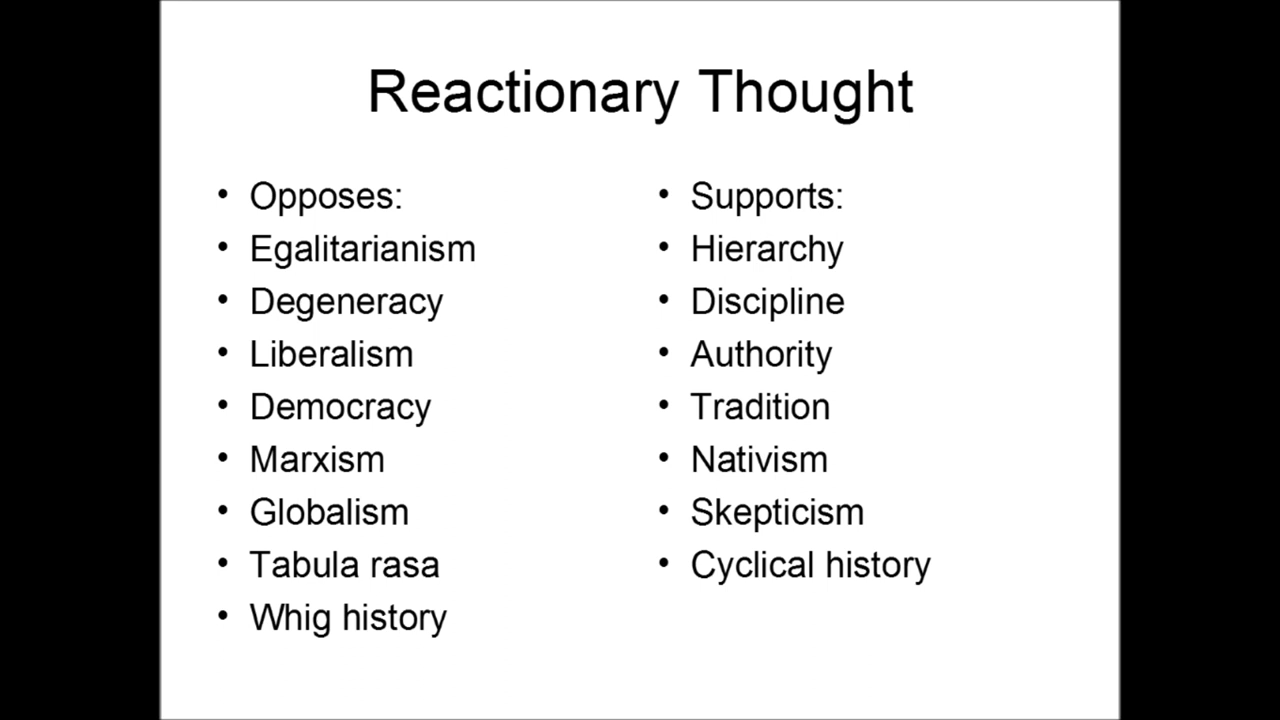 Reactionary Thought
• Opposes:
• Egalitarianism
• Degeneracy
• Liberalism
• Democracy
• Marxism
• Globalism
• Tabula rasa
• Whig history
• Supports:
• Hierarchy
• Discipline
• Authority
• Tradition
• Nativism
• Skepticism
• Cyclical history